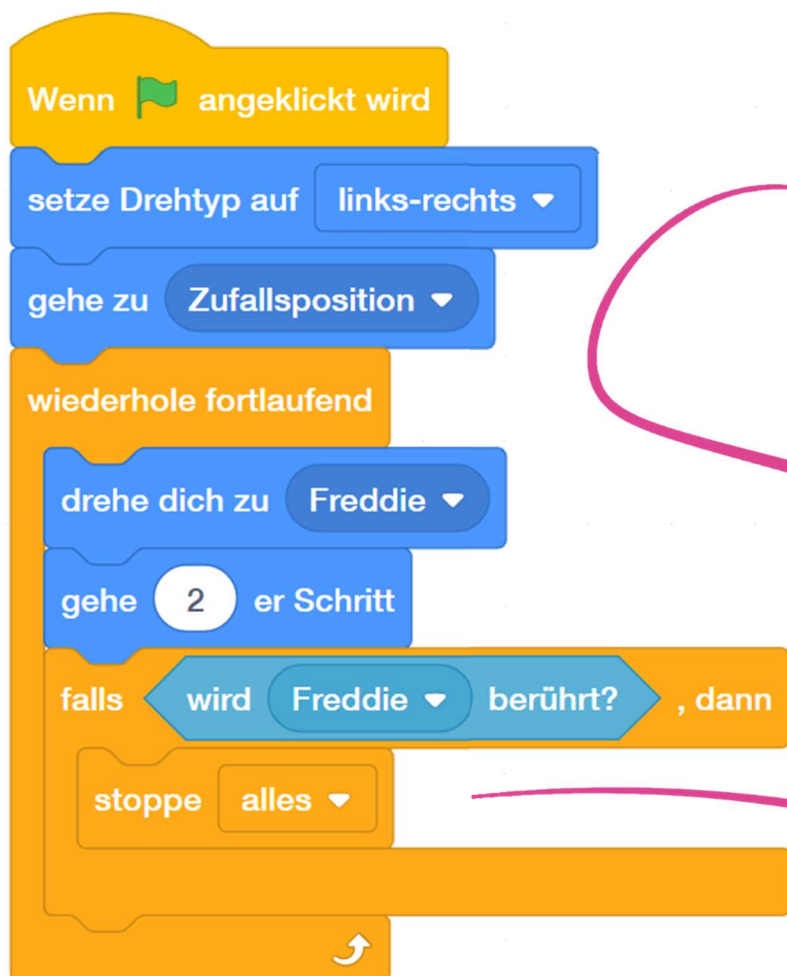 Wenn angeklickt wird
setze Drehtyp auf links-rechts
gehe zu Zufallsposition
wiederhole fortlaufend
drehe dich zu Freddie
gehe 2 er Schritt
falls wird Freddie berührt? , dann
stoppe alles